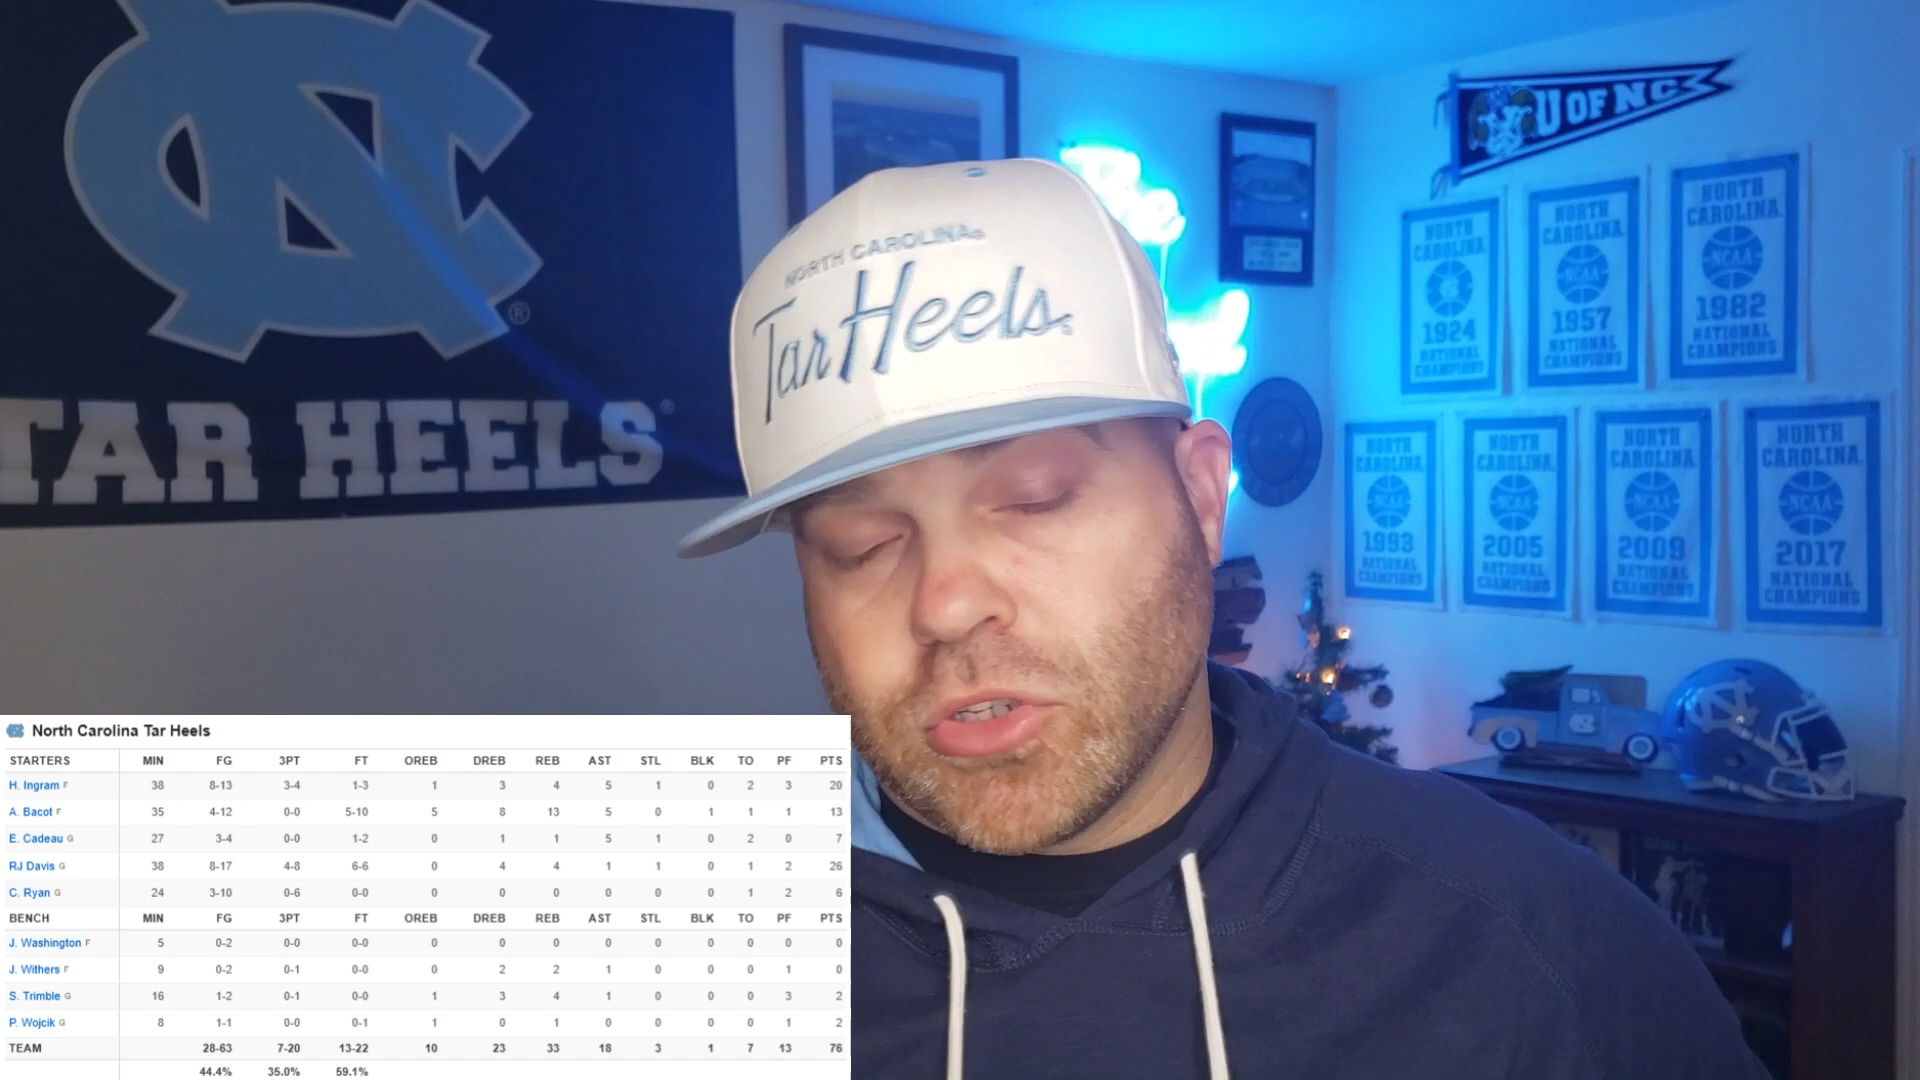 NC
®
TAR HEELS®
NORTH CAROLINA®
Tar Heels
U OF NC
NORTH
CAROLINA
1924
NATIONAL
CHAMPIONS
NORTH
CAROLINA
NCAA
1957
NATIONAL
CHAMPIONS
NORTH
CAROLINA
NCAA
1982
NATIONAL
CHAMPIONS
NORTH
CAROLINA
NCAA
1993
NATIONAL
CHAMPIONS
NORTH
CAROLINA
NCAA
2005
NATIONAL
CHAMPIONS
NORTH
CAROLINA
NCAA
2009
NATIONAL
CHAMPIONS
NORTH
CAROLINA
NCAA
2017
NATIONAL
CHAMPIONS
North Carolina Tar Heels
STARTERS MIN FG 3PT FT OREB DREB REB AST STL BLK TO PF PTS
H. Ingram F 38 8-13 3-4 1-3 1 3 4 5 1 0 2 3 20
A. Bacot F 35 4-12 0-0 5-10 5 8 13 5 0 1 1 1 13
E. Cadeau G 27 3-4 0-0 1-2 0 1 1 5 1 0 2 0 7
RJ Davis G 38 8-17 4-8 6-6 0 4 4 1 1 0 1 2 26
C. Ryan G 24 3-10 0-6 0-0 0 0 0 0 0 0 1 2 6
BENCH MIN FG 3PT FT OREB DREB REB AST STL BLK TO PF PTS
J. Washington F 5 0-2 0-0 0-0 0 0 0 0 0 0 0 0 0
J. Withers F 9 0-2 0-1 0-0 0 2 2 1 0 0 0 1 0
S. Trimble G 16 1-2 0-1 0-0 1 3 4 1 0 0 0 3 2
P. Wojcik G 8 1-1 0-0 0-1 1 0 1 0 0 0 0 1 2
TEAM 28-63 7-20 13-22 10 23 33 18 3 1 7 13 76
44.4% 35.0% 59.1%